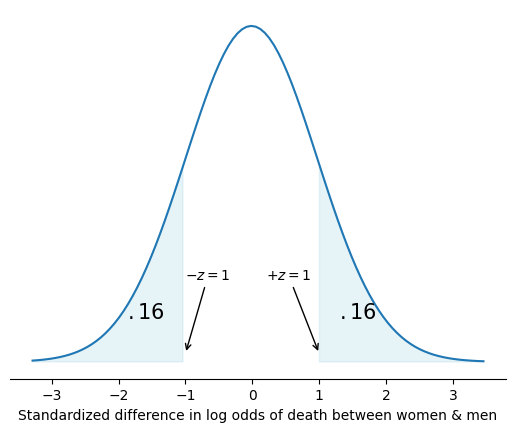 −z = 1
+z = 1
.16
.16
−3 −2 −1 0 1 2 3
Standardized difference in log odds of death between women & men